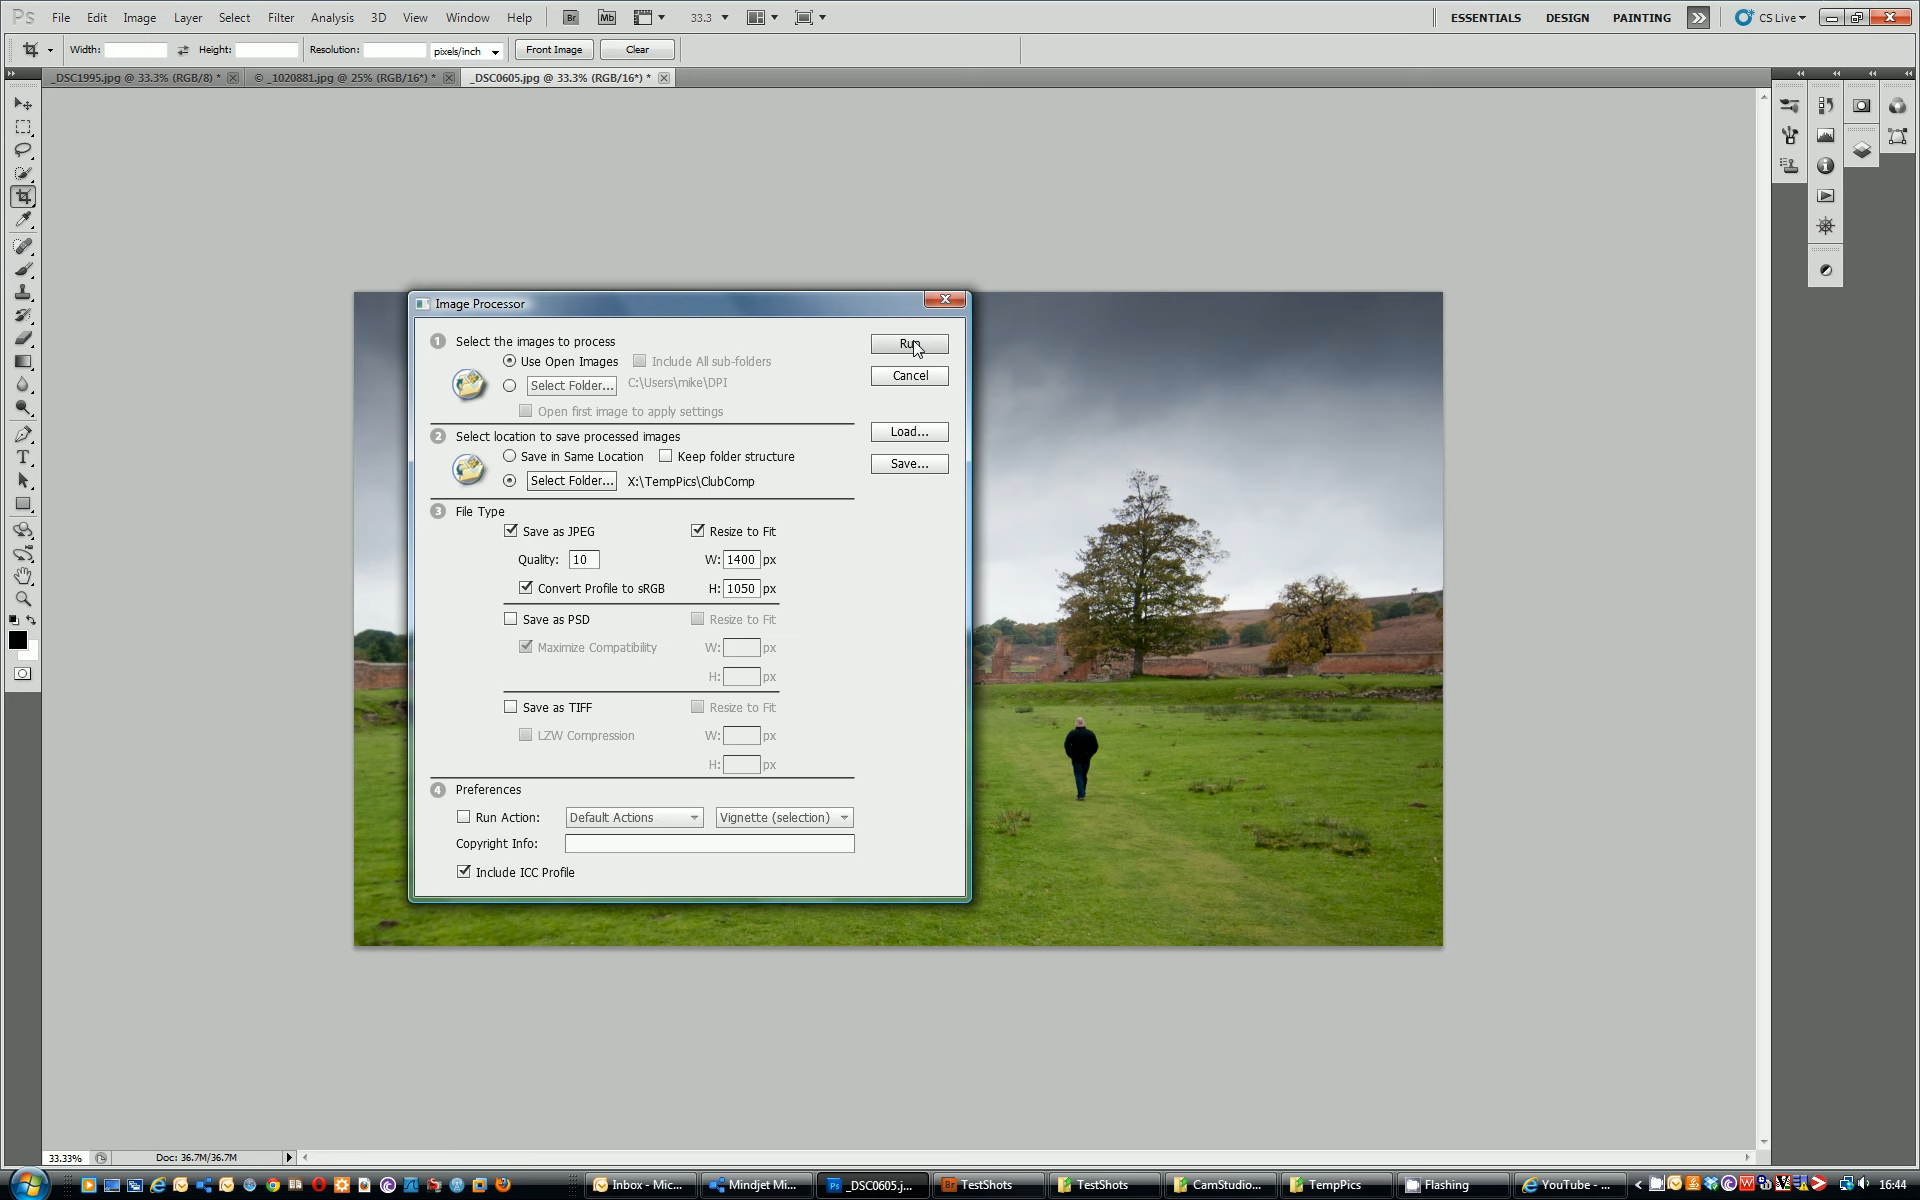 Ps File Edit Image Layer Select Filter Analysis 3D View Window Help Br Mb 33.3 ESSENTIALS DESIGN PAINTING CS Live
Width: Height: Resolution: pixels/inch Front Image Clear
_DSC1995.jpg @ 33.3% (RGB/8) * © _1020881.jpg @ 25% (RGB/16*) * _DSC0605.jpg @ 33.3% (RGB/16*) *
Image Processor
1 Select the images to process
Use Open Images Include All sub-folders
Select Folder... C:\Users\mike\DPI
Open first image to apply settings
Run
Cancel
Load...
Save...
2 Select location to save processed images
Save in Same Location Keep folder structure
Select Folder... X:\TempPics\ClubComp
3 File Type
Save as JPEG Resize to Fit
Quality: 10 W: 1400 px
Convert Profile to sRGB H: 1050 px
Save as PSD Resize to Fit
Maximize Compatibility W: px
H: px
Save as TIFF Resize to Fit
LZW Compression W: px
H: px
4 Preferences
Run Action: Default Actions Vignette (selection)
Copyright Info:
Include ICC Profile
33.33% Doc: 36.7M/36.7M
Inbox - Mic... Mindjet Mi... Ps _DSC0605.j... Br TestShots TestShots CamStudio... TempPics Flashing YouTube - ... 16:44